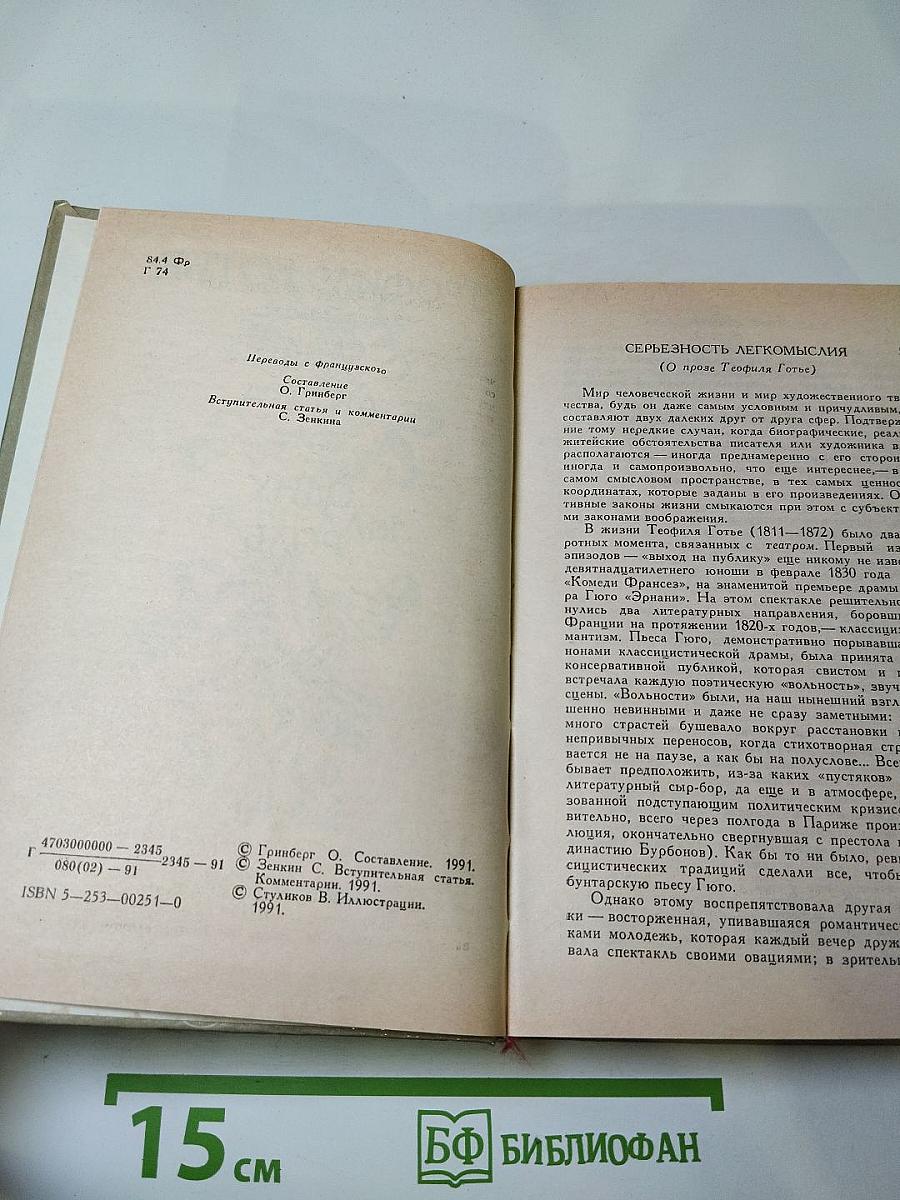 84.4 Фр
Г 74
Переводы с французского
Составление
О. Гринберг
Вступительная статья и комментарии
С. Зенкина
Г 4703000000 — 2345
080(02) — 91
2345 — 91
ISBN 5—253—00251—0
© Гринберг О. Составление. 1991.
© Зенкин С. Вступительная статья.
Комментарии. 1991.
© Стуликов В. Иллюстрации.
1991.
СЕРЬЕЗНОСТЬ ЛЕГКОМЫСЛИЯ
(О прозе Теофиля Готье)
Мир человеческой жизни и мир художественного тв
чества, будь он даже самым условным и причудливым,
составляют двух далеких друг от друга сфер. Подтверж
ние тому нередкие случаи, когда биографические, реал
житейские обстоятельства писателя или художника в
располагаются — иногда преднамеренно с его сторон
иногда и самопроизвольно, что еще интереснее,— в
самом смысловом пространстве, в тех самых ценнос
координатах, которые заданы в его произведениях. О
тивные законы жизни смыкаются при этом с субъект
ми законами воображения.
В жизни Теофиля Готье (1811—1872) было два
ротных момента, связанных с театром. Первый из
эпизодов — «выход на публику» еще никому не изве
девятнадцатилетнего юноши в феврале 1830 года
«Комеди Франсез», на знаменитой премьере драмы
ра Гюго «Эрнани». На этом спектакле решительно
нулись два литературных направления, боровш
Франции на протяжении 1820-х годов,— классици
мантизм. Пьеса Гюго, демонстративно порывавша
нонами классицистической драмы, была принята
консервативной публикой, которая свистом и
встречала каждую поэтическую «вольность», звуч
сцены. «Вольности» были, на наш нынешний взгл
шенно невинными и даже не сразу заметными:
много страстей бушевало вокруг расстановки
непривычных переносов, когда стихотворная стр
вается не на паузе, а как бы на полуслове... Все
бывает предположить, из-за каких «пустяков»
литературный сыр-бор, да еще и в атмосфере,
зованной подступающим политическим кризисо
вительно, всего через полгода в Париже прои
люция, окончательно свергнувшая с престола
династию Бурбонов). Как бы то ни было, рев
сицистических традиций сделали все, чтоб
бунтарскую пьесу Гюго.
Однако этому воспрепятствовала другая
ки — восторженная, упивавшаяся романтичес
ками молодежь, которая каждый вечер друж
вала спектакль своими овациями; в зритель
15 см
БФ БИБЛИОФАН